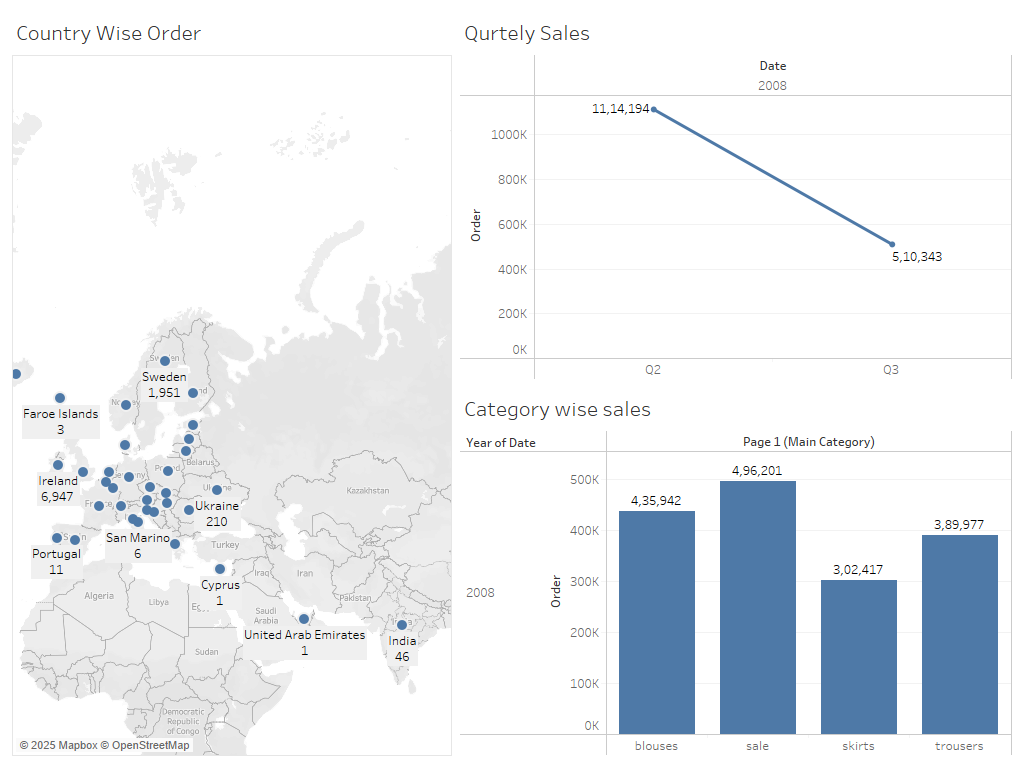 Country Wise Order
Sweden
1,951
Faroe Islands
3
Belarus
Ireland
6,947
Ukraine
210
Kazakhstan
San Marino
6
Portugal
11
Turkey
Cyprus
1
Iraq
Iran
Algeria
Libya
Pakistan
Saudi
Arabia
United Arab Emirates
1
India
46
Sudan
Democratic
Republic
of Congo
© 2025 Mapbox © OpenStreetMap
Qurtely Sales
Date
2008
11,14,194
1000K
800K
600K
400K
200K
0K
Order
5,10,343
Q2
Q3
Category wise sales
Year of Date
Page 1 (Main Category)
500K
400K
300K
200K
100K
0K
2008
Order
4,35,942
4,96,201
3,02,417
3,89,977
blouses
sale
skirts
trousers